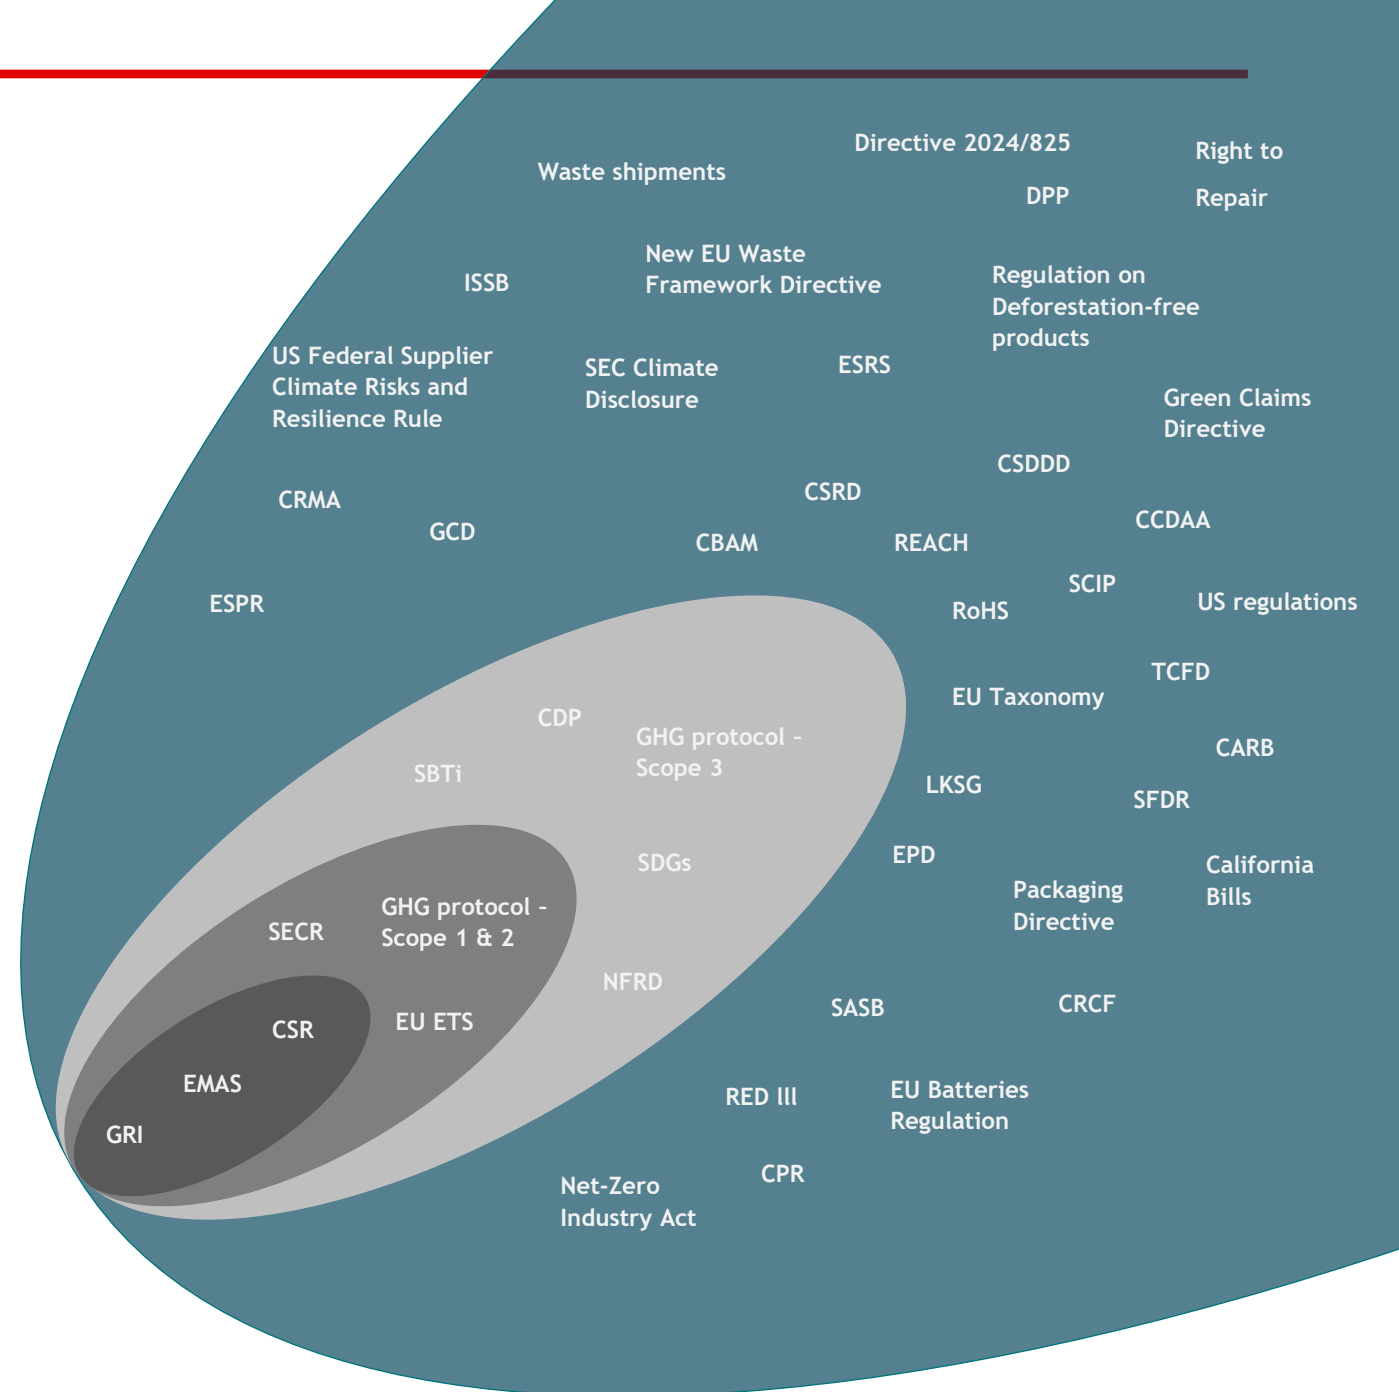 Directive 2024/825
Right to
Repair
Waste shipments
DPP
New EU Waste
Framework Directive
Regulation on
Deforestation-free
products
ISSB
US Federal Supplier
Climate Risks and
Resilience Rule
SEC Climate
Disclosure
ESRS
Green Claims
Directive
CSDDD
CSRD
CRMA
CCDAA
GCD
CBAM
REACH
SCIP
ESPR
RoHS
US regulations
TCFD
EU Taxonomy
CDP
GHG protocol –
Scope 3
CARB
SBTi
LKSG
SFDR
EPD
SDGs
California
Bills
Packaging
Directive
GHG protocol –
Scope 1 & 2
SECR
NFRD
SASB
CRCF
CSR
EU ETS
EMAS
RED lll
EU Batteries
Regulation
GRI
CPR
Net-Zero
Industry Act